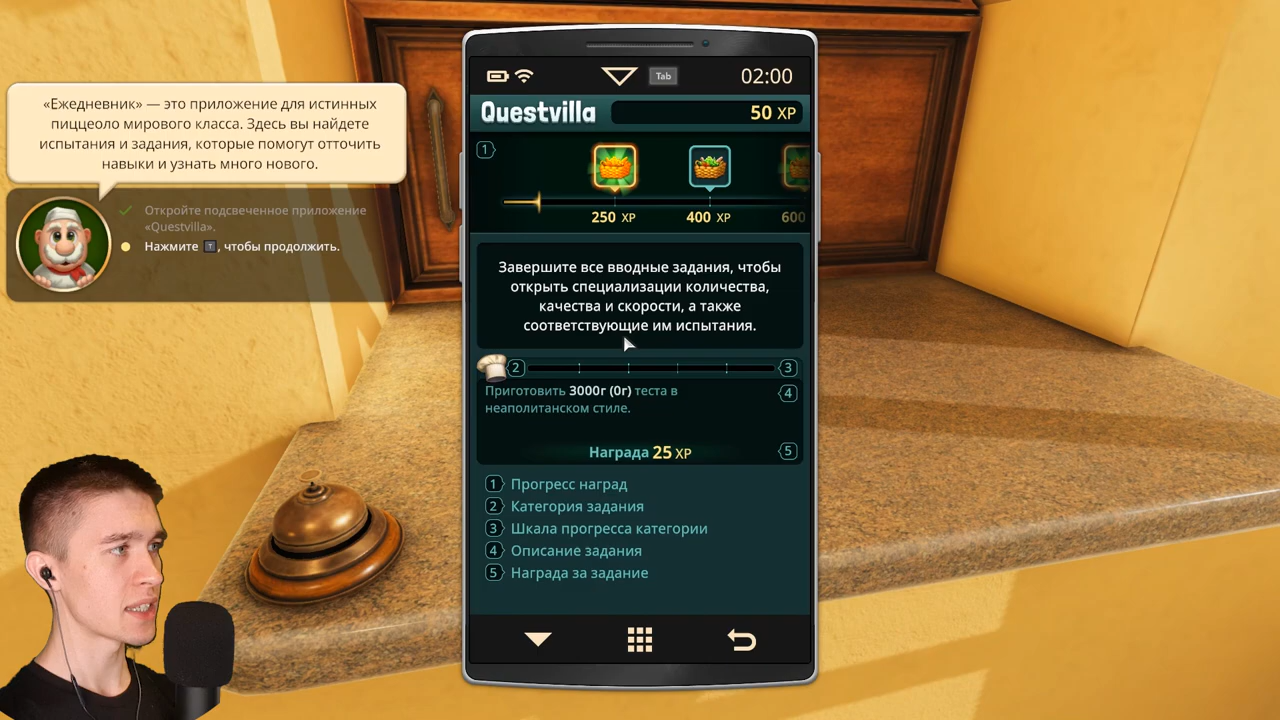 «Ежедневник» — это приложение для истинных
пиццеоло мирового класса. Здесь вы найдете
испытания и задания, которые помогут отточить
навыки и узнать много нового.
Откройте подсвеченное приложение
«Questvilla».
Нажмите T, чтобы продолжить.
Tab
02:00
Questvilla
50 XP
1
250 XP
400 XP
600
Завершите все вводные задания, чтобы
открыть специализации количества,
качества и скорости, а также
соответствующие им испытания.
2
3
Приготовить 3000г (0г) теста в
неаполитанском стиле.
4
Награда 25 XP
5
1 Прогресс наград
2 Категория задания
3 Шкала прогресса категории
4 Описание задания
5 Награда за задание